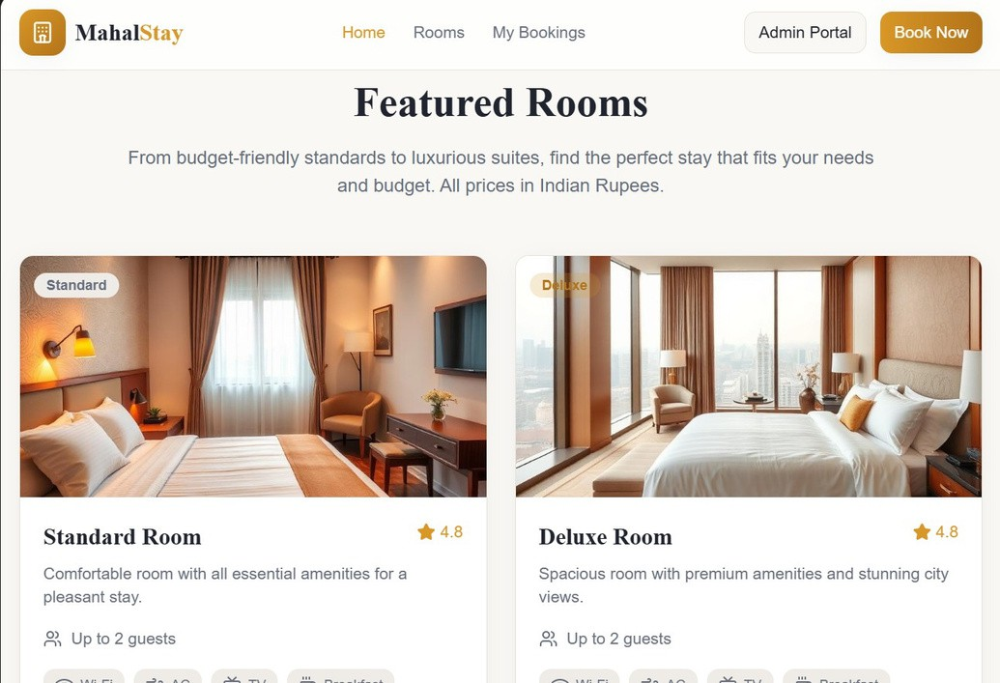 MahalStay
Home
Rooms
My Bookings
Admin Portal
Book Now
Featured Rooms
From budget-friendly standards to luxurious suites, find the perfect stay that fits your needs
and budget. All prices in Indian Rupees.
Standard
Deluxe
Standard Room
4.8
Comfortable room with all essential amenities for a
pleasant stay.
Up to 2 guests
Wi-Fi
AC
TV
Breakfast
Deluxe Room
4.8
Spacious room with premium amenities and stunning city
views.
Up to 2 guests
Wi-Fi
AC
TV
Breakfast